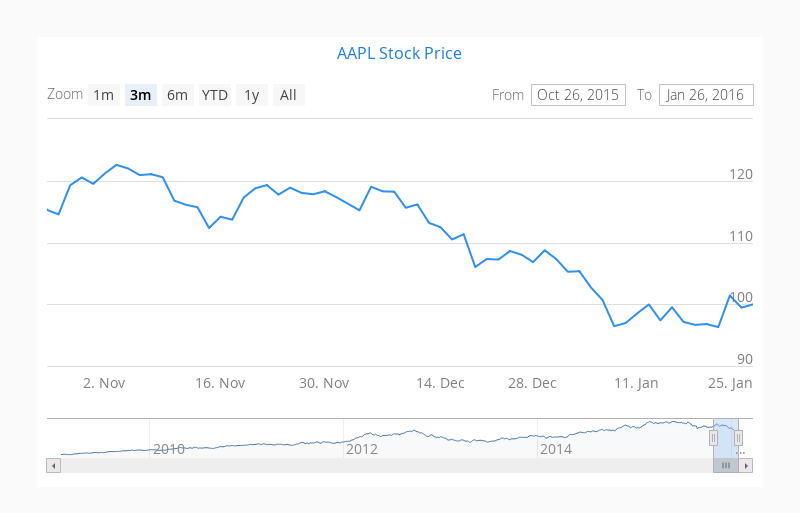 AAPL Stock Price
Zoom 1m 3m 6m YTD 1y All From Oct 26, 2015 To Jan 26, 2016
120
110
100
90
2. Nov 16. Nov 30. Nov 14. Dec 28. Dec 11. Jan 25. Jan
2010 2012 2014 ...